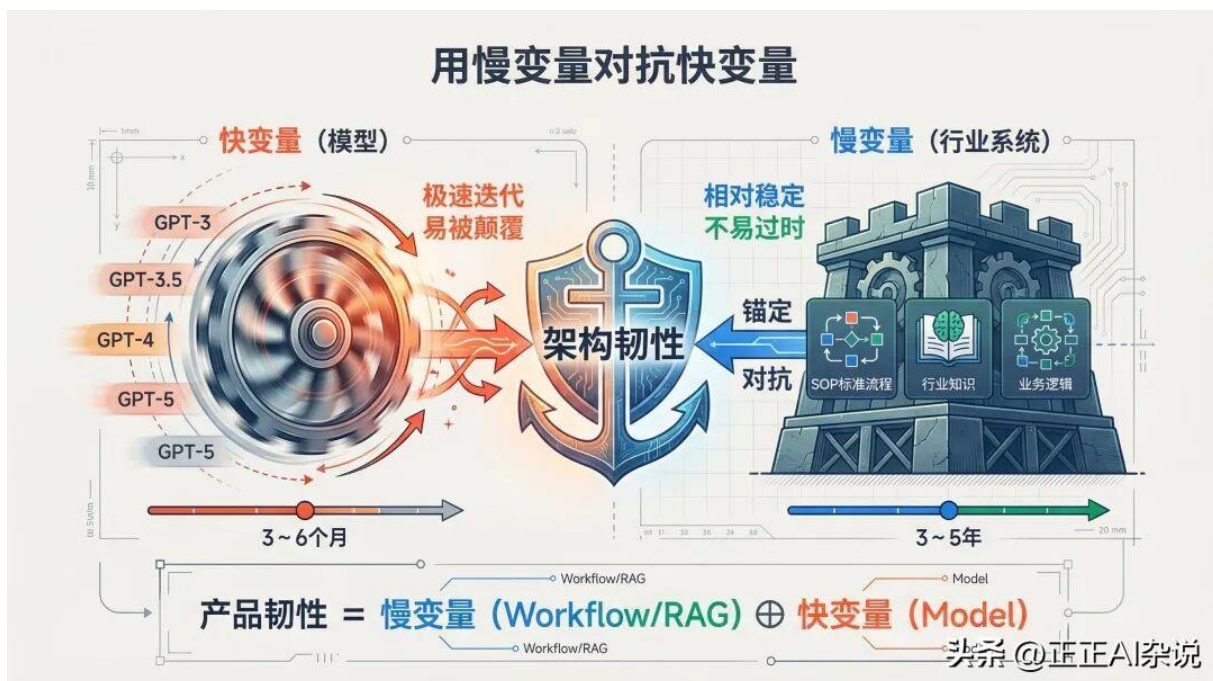 用慢变量对抗快变量
快变量（模型）
慢变量（行业系统）
极速迭代
易被颠覆
相对稳定
不易过时
GPT-3
GPT-3.5
GPT-4
GPT-5
GPT-5
架构韧性
锚定
对抗
SOP标准流程
行业知识
业务逻辑
3~6个月
3~5年
20 mm
Workflow/RAG
Model
产品韧性 = 慢变量（Workflow/RAG）⊕ 快变量（Model）
Workflow/RAG
头条 @正正AI杂说